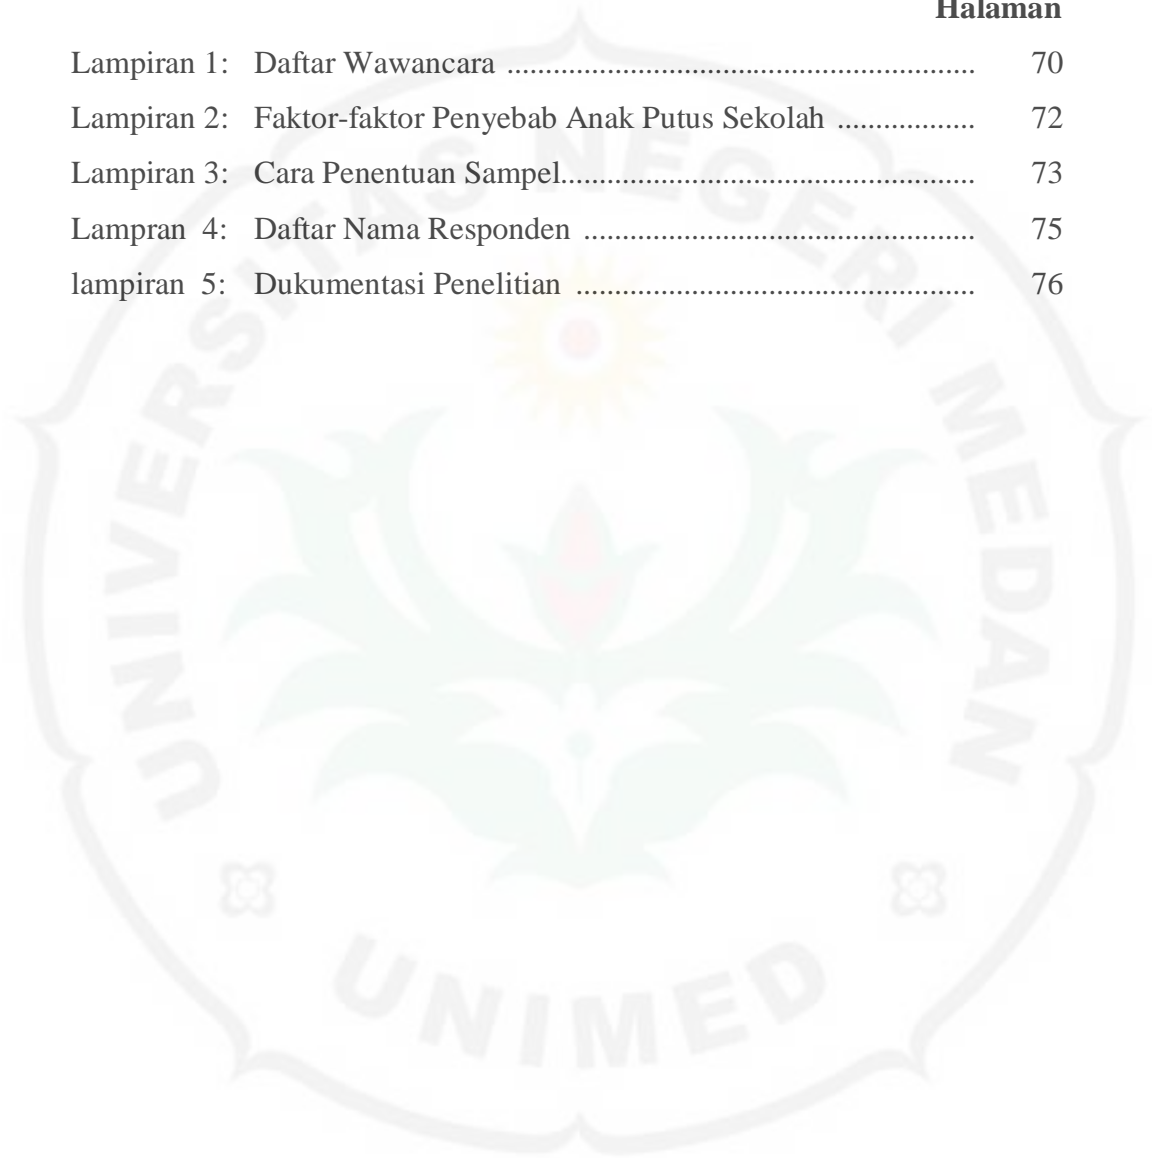 Halaman
Lampiran 1: Daftar Wawancara ........................................................... 70
Lampiran 2: Faktor-faktor Penyebab Anak Putus Sekolah ................. 72
Lampiran 3: Cara Penentuan Sampel.................................................... 73
Lampran 4: Daftar Nama Responden ................................................. 75
lampiran 5: Dukumentasi Penelitian .................................................. 76
UNIVERSITAS NEGERI MEDAN
UNIMED